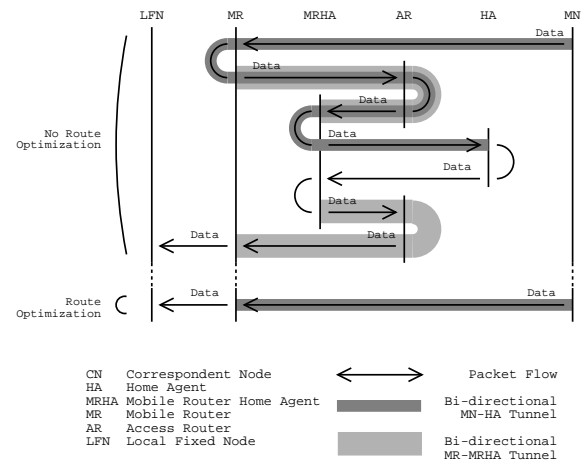 LFN MR MRHA AR HA MN
Data
Data
Data
No Route
Optimization
Data
Data
Data
Data
Data
Route
Optimization
Data
Data
CN Correspondent Node
HA Home Agent
MRHA Mobile Router Home Agent
MR Mobile Router
AR Access Router
LFN Local Fixed Node
Packet Flow
Bi-directional
MN-HA Tunnel
Bi-directional
MR-MRHA Tunnel